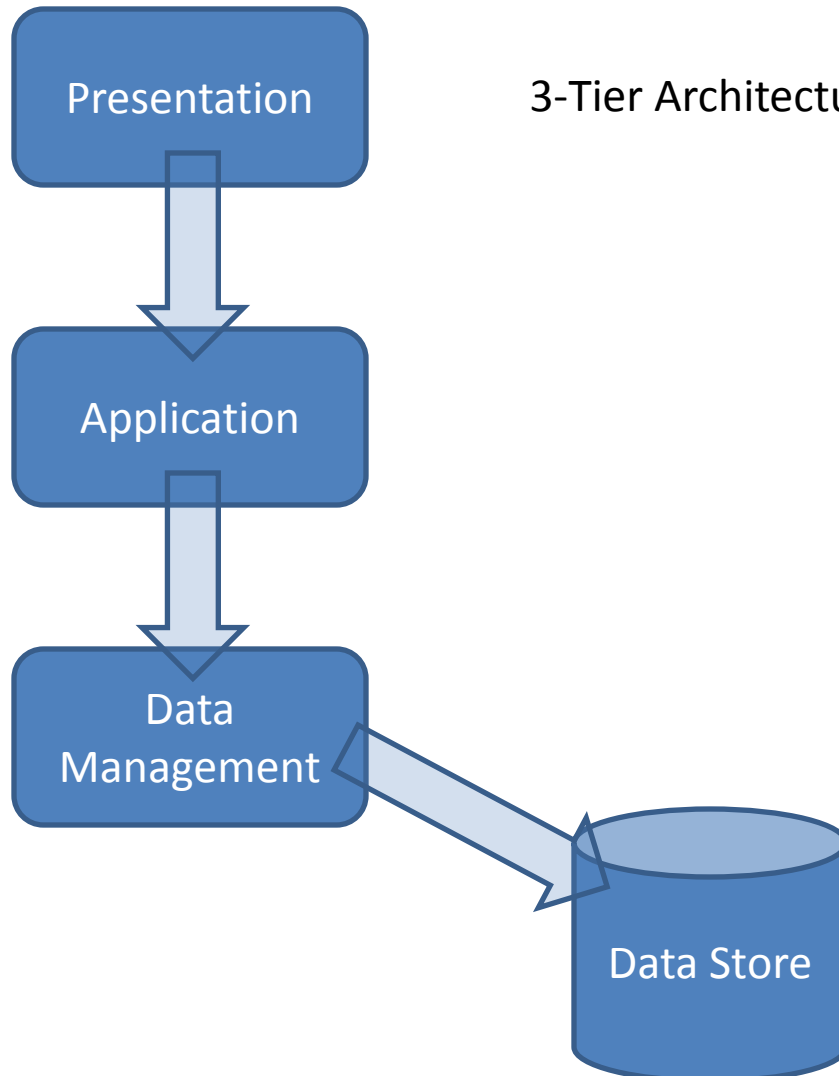 Presentation
3-Tier Architectu
Application
Data
Management
Data Store